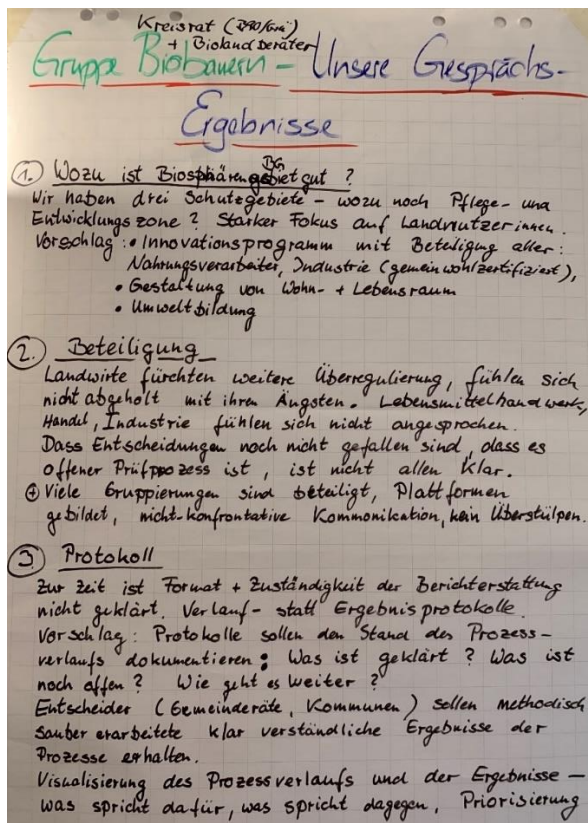 Kreisrat (
+ Bioland Berater
Gruppe Biobauern - Unsere Gesprächs-
Ergebnisse
1. Wozu ist Biosphärengebiet gut ?
BG
Wir haben drei Schutzgebiete - wozu noch Pflege- und
Entwicklungszone ? Starker Fokus auf Landnutzerinnen.
Vorschlag : • Innovationsprogramm mit Beteiligung aller :
Nahrungsverarbeiter, Industrie (gemeinwohlzertifiziert),
• Gestaltung von Wohn- + Lebensraum
• Umweltbildung
2. Beteiligung
Landwirte fürchten weitere Überregulierung, fühlen sich
nicht abgeholt mit ihren Ängsten. Lebensmittelhandwerk,
Handel, Industrie fühlen sich nicht angesprochen.
Dass Entscheidungen noch nicht gefallen sind, dass es
offener Prüfprozess ist, ist nicht allen klar.
⊕ Viele Gruppierungen sind beteiligt, Plattformen
gebildet, nicht-konfrontative Kommonikation, kein Überstülpen.
3. Protokoll
Zur Zeit ist Format + Zuständigkeit der Berichterstattung
nicht geklärt. Verlauf- statt Ergebnisprotokolle.
Vorschlag : Protokolle sollen den Stand des Prozess-
verlaufs dokumentieren : Was ist geklärt ? Was ist
noch offen ? Wie geht es weiter ?
Entscheider (Gemeinderäte, Kommunen) sollen methodisch
sauber erarbeitete klar verständliche Ergebnisse der
Prozesse erhalten.
Visualisierung des Prozessverlaufs und der Ergebnisse -
was spricht dafür, was spricht dagegen, Priorisierung